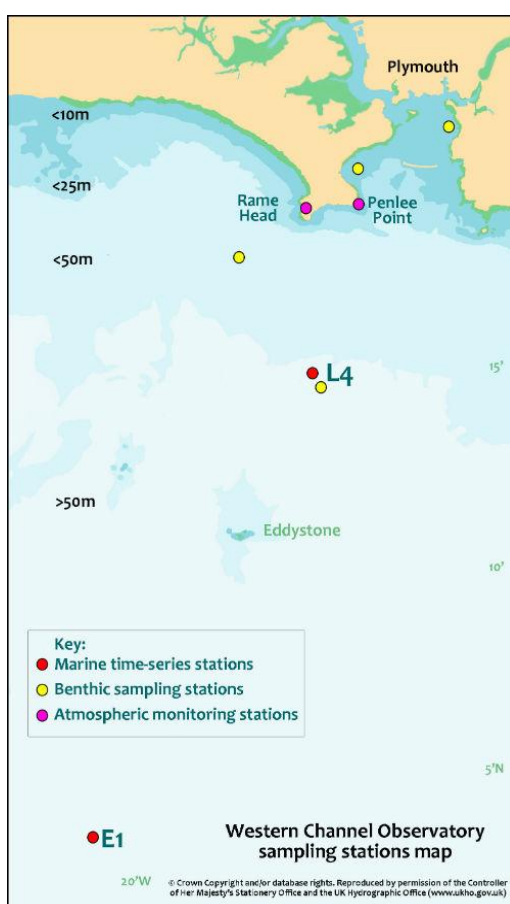 Plymouth
<10m
<25m
Rame
Head
Penlee
Point
<50m
15'
L4
>50m
Eddystone
10'
Key:
Marine time-series stations
Benthic sampling stations
Atmospheric monitoring stations
5'N
E1
Western Channel Observatory
sampling stations map
20'W
© Crown Copyright and/or database rights. Reproduced by permission of the Controller
of Her Majesty's Stationery Office and the UK Hydrographic Office (www.ukho.gov.uk)